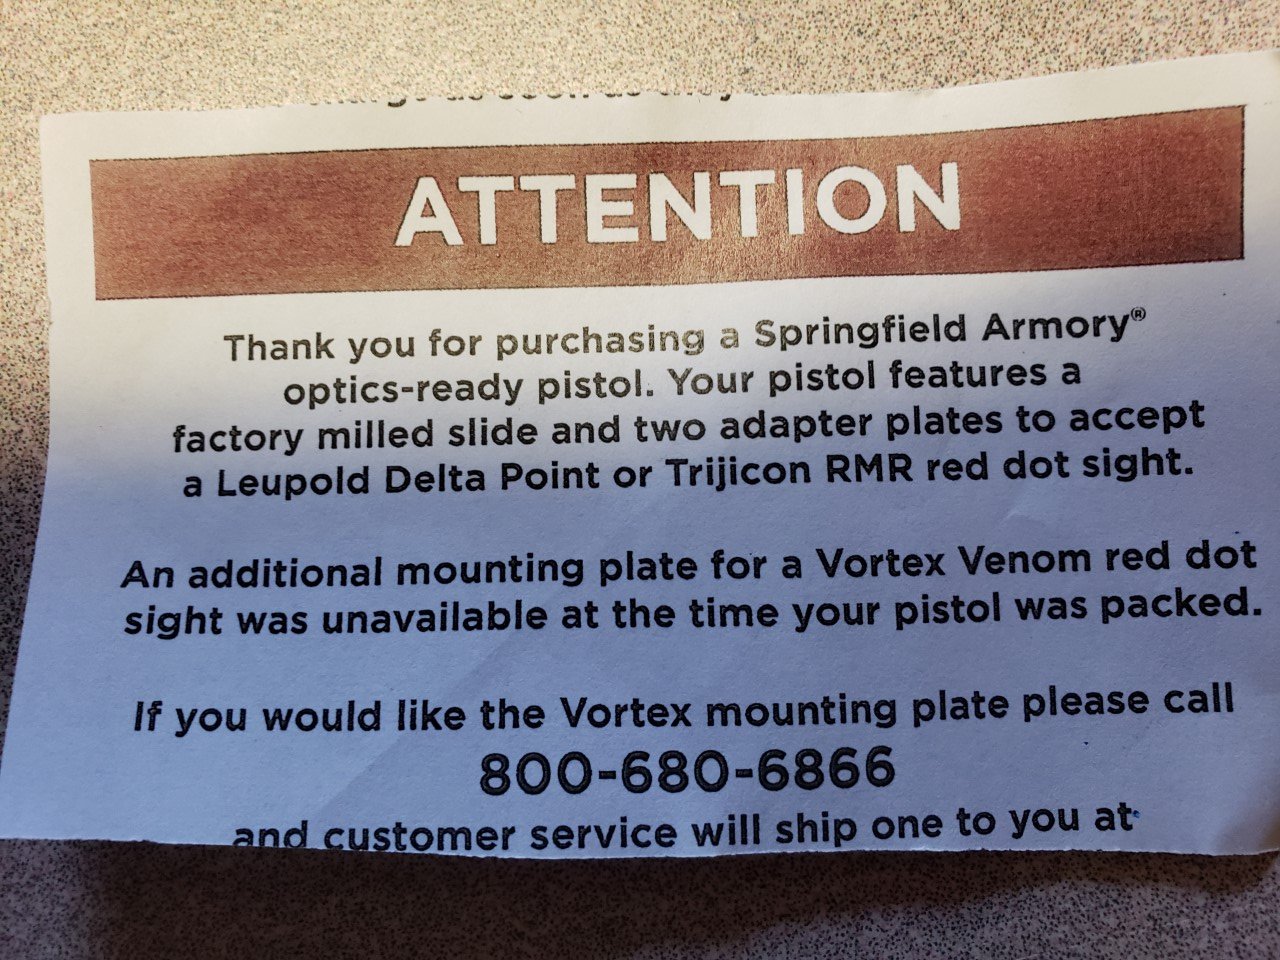 ATTENTION
Thank you for purchasing a Springfield Armory®
optics-ready pistol. Your pistol features a
factory milled slide and two adapter plates to accept
a Leupold Delta Point or Trijicon RMR red dot sight.
An additional mounting plate for a Vortex Venom red dot
sight was unavailable at the time your pistol was packed.
If you would like the Vortex mounting plate please call
800-680-6866
and customer service will ship one to you at